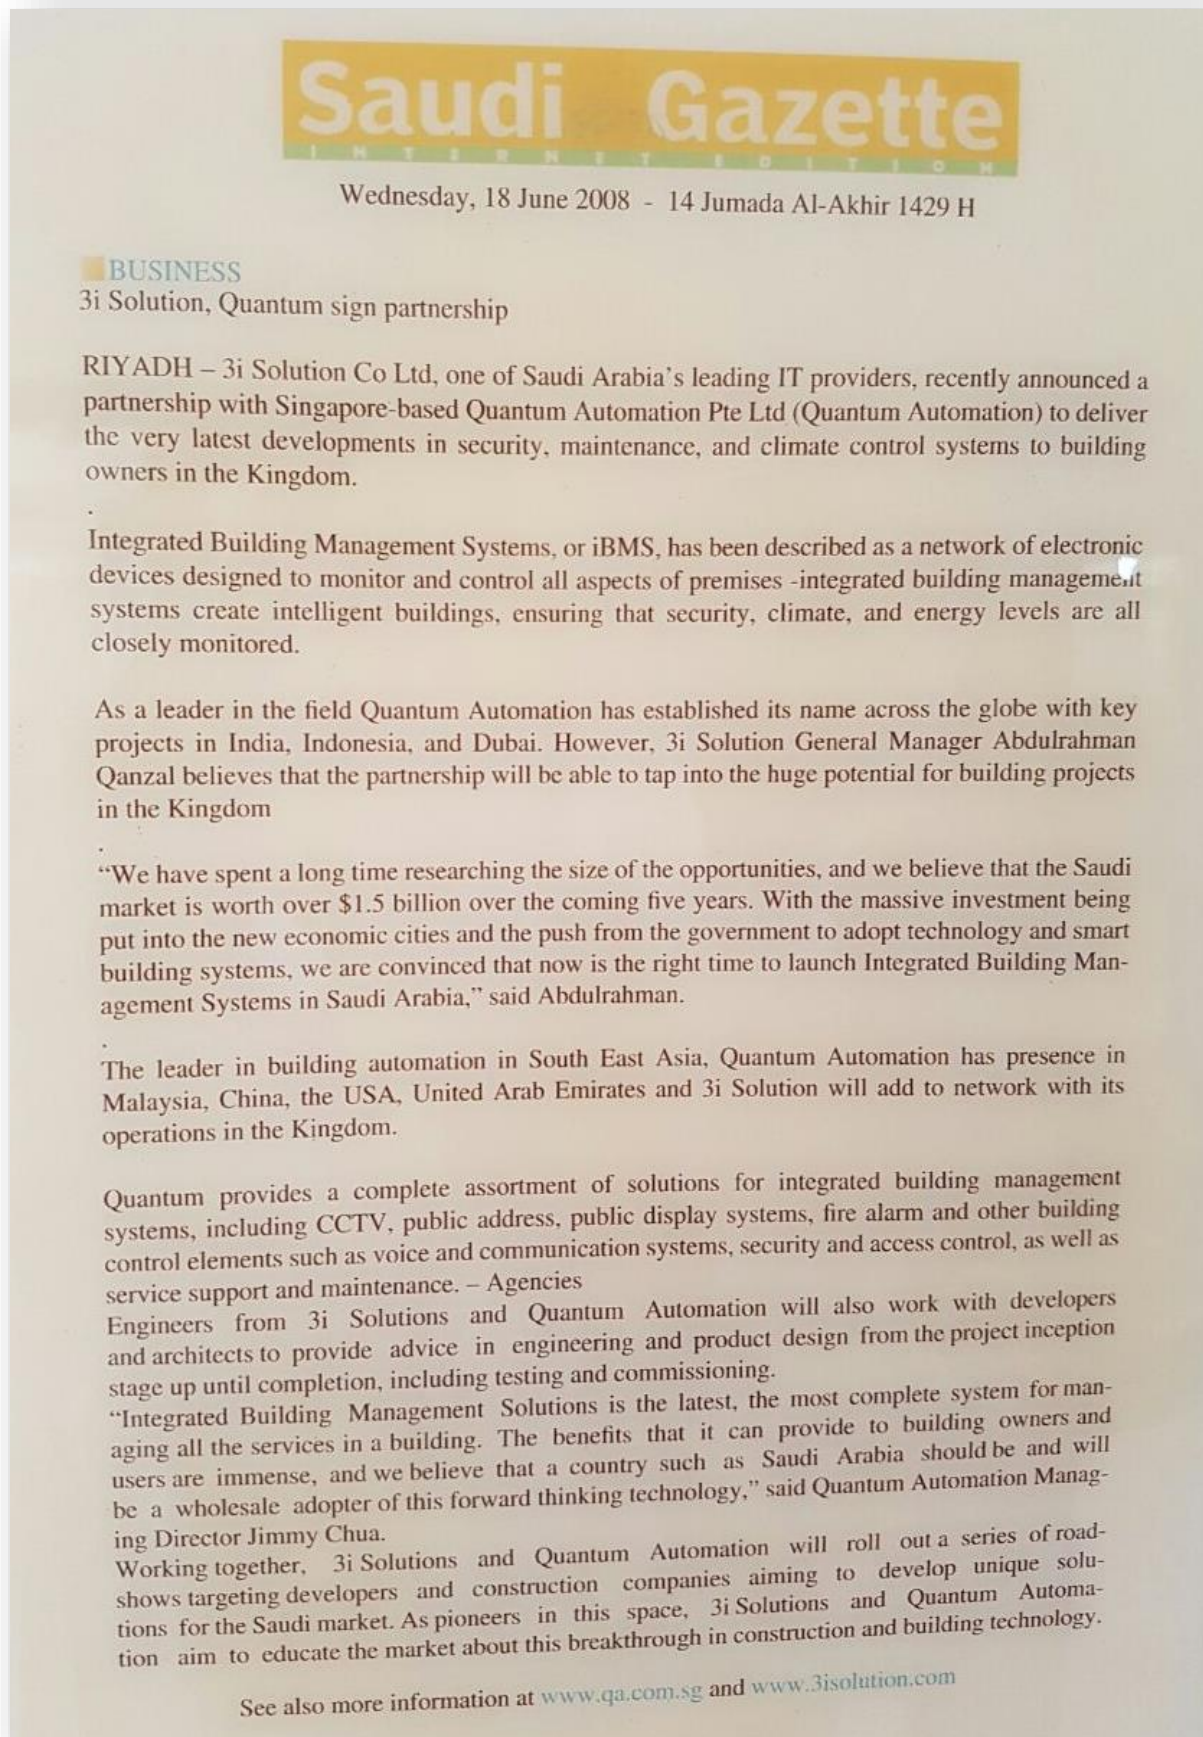 Saudi Gazette
INTERNET EDITION
Wednesday, 18 June 2008 - 14 Jumada Al-Akhir 1429 H
BUSINESS
3i Solution, Quantum sign partnership
RIYADH – 3i Solution Co Ltd, one of Saudi Arabia's leading IT providers, recently announced a
partnership with Singapore-based Quantum Automation Pte Ltd (Quantum Automation) to deliver
the very latest developments in security, maintenance, and climate control systems to building
owners in the Kingdom.
.
Integrated Building Management Systems, or iBMS, has been described as a network of electronic
devices designed to monitor and control all aspects of premises -integrated building management
systems create intelligent buildings, ensuring that security, climate, and energy levels are all
closely monitored.
As a leader in the field Quantum Automation has established its name across the globe with key
projects in India, Indonesia, and Dubai. However, 3i Solution General Manager Abdulrahman
Qanzal believes that the partnership will be able to tap into the huge potential for building projects
in the Kingdom
.
“We have spent a long time researching the size of the opportunities, and we believe that the Saudi
market is worth over $1.5 billion over the coming five years. With the massive investment being
put into the new economic cities and the push from the government to adopt technology and smart
building systems, we are convinced that now is the right time to launch Integrated Building Man-
agement Systems in Saudi Arabia,” said Abdulrahman.
.
The leader in building automation in South East Asia, Quantum Automation has presence in
Malaysia, China, the USA, United Arab Emirates and 3i Solution will add to network with its
operations in the Kingdom.
Quantum provides a complete assortment of solutions for integrated building management
systems, including CCTV, public address, public display systems, fire alarm and other building
control elements such as voice and communication systems, security and access control, as well as
service support and maintenance. – Agencies
Engineers from 3i Solutions and Quantum Automation will also work with developers
and architects to provide advice in engineering and product design from the project inception
stage up until completion, including testing and commissioning.
“Integrated Building Management Solutions is the latest, the most complete system for man-
aging all the services in a building. The benefits that it can provide to building owners and
users are immense, and we believe that a country such as Saudi Arabia should be and will
be a wholesale adopter of this forward thinking technology,” said Quantum Automation Manag-
ing Director Jimmy Chua.
Working together, 3i Solutions and Quantum Automation will roll out a series of road-
shows targeting developers and construction companies aiming to develop unique solu-
tions for the Saudi market. As pioneers in this space, 3i Solutions and Quantum Automa-
tion aim to educate the market about this breakthrough in construction and building technology.
See also more information at www.qa.com.sg and www.3isolution.com